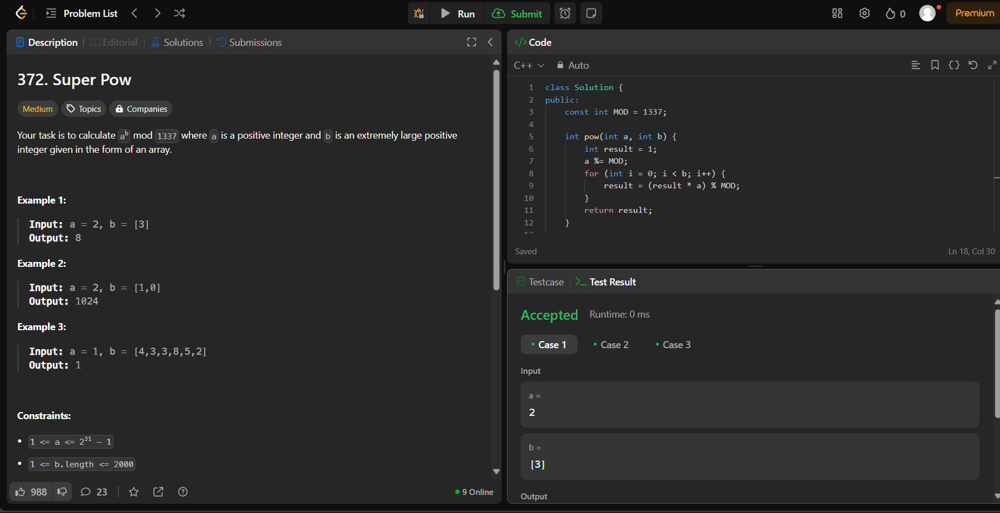 Problem List
Run
Submit
0
Premium
Description
Editorial
Solutions
Submissions
372. Super Pow
Medium
Topics
Companies
Your task is to calculate aᵇ mod 1337 where a is a positive integer and b is an extremely large positive
integer given in the form of an array.
Example 1:
Input: a = 2, b = [3]
Output: 8
Example 2:
Input: a = 2, b = [1,0]
Output: 1024
Example 3:
Input: a = 1, b = [4,3,3,8,5,2]
Output: 1
Constraints:
• 1 <= a <= 2³¹ - 1
• 1 <= b.length <= 2000
988
23
9 Online
</> Code
C++
Auto
1 class Solution {
2 public:
3     const int MOD = 1337;
4
5     int pow(int a, int b) {
6         int result = 1;
7         a %= MOD;
8         for (int i = 0; i < b; i++) {
9             result = (result * a) % MOD;
10         }
11         return result;
12     }
Saved
Ln 18, Col 30
Testcase
Test Result
Accepted
Runtime: 0 ms
• Case 1
• Case 2
• Case 3
Input
a =
2
b =
[3]
Output